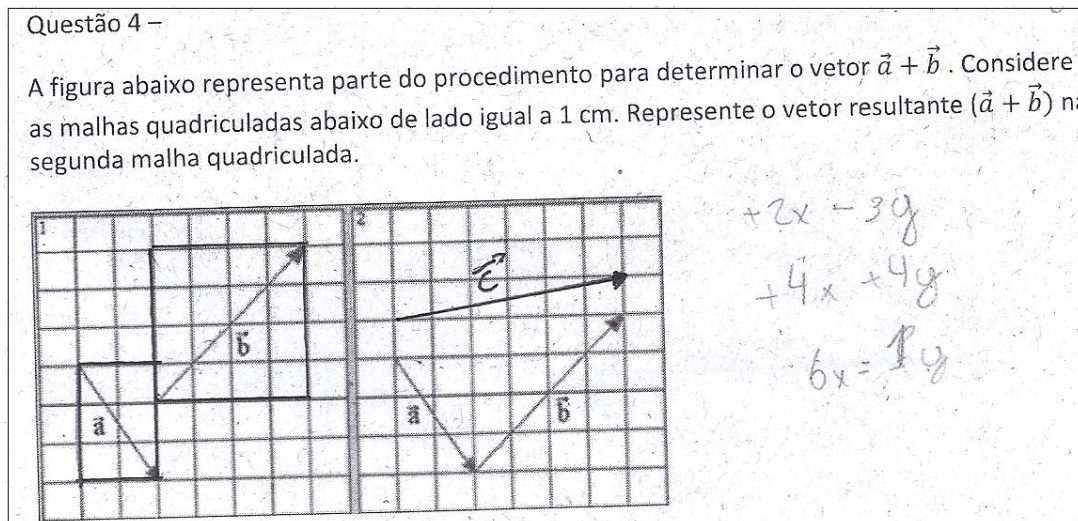 Questão 4 –
A figura abaixo representa parte do procedimento para determinar o vetor a⃗ + b⃗ . Considere
as malhas quadriculadas abaixo de lado igual a 1 cm. Represente o vetor resultante (a⃗ + b⃗) na
segunda malha quadriculada.
1
b⃗
a⃗
2
c⃗
a⃗
b⃗
+2x - 3y
+4x +4y
6x = 1y